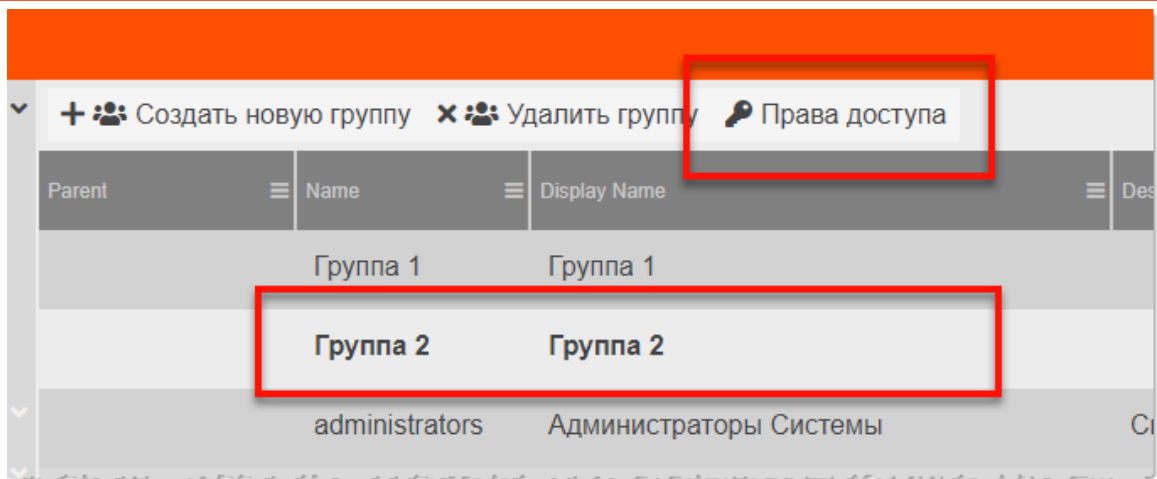 Создать новую группу Удалить группу Права доступа
Parent Name Display Name Des
Группа 1 Группа 1
Группа 2 Группа 2
administrators Администраторы Системы